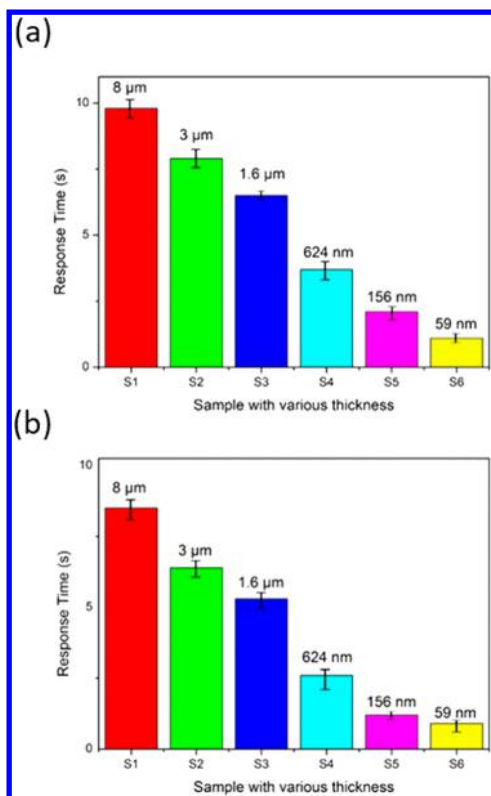 (a)
8 µm
3 µm
1.6 µm
624 nm
156 nm
59 nm
10
5
0
Response Time (s)
S1 S2 S3 S4 S5 S6
Sample with various thickness
(b)
8 µm
3 µm
1.6 µm
624 nm
156 nm
59 nm
10
5
0
Response Time (s)
S1 S2 S3 S4 S5 S6
Sample with various thickness